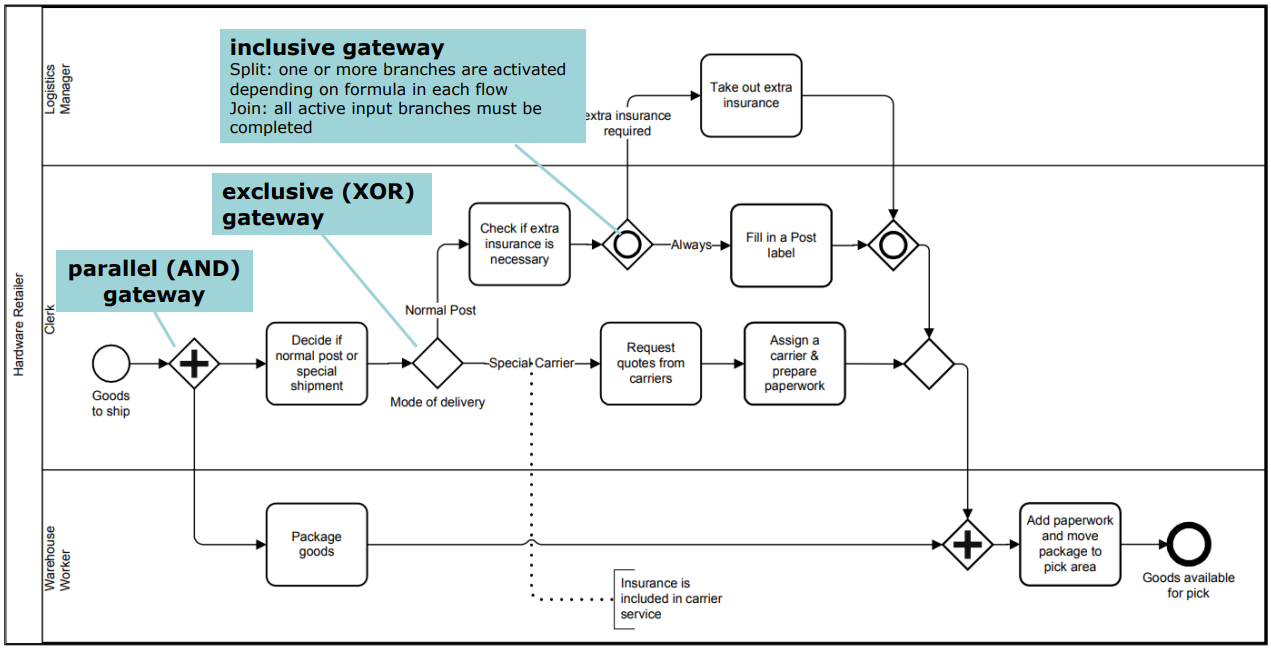 Hardware Retailer
Logistics
Manager
inclusive gateway
Split: one or more branches are activated
depending on formula in each flow
Join: all active input branches must be
completed
extra insurance
required
Take out extra
insurance
Clerk
exclusive (XOR)
gateway
parallel (AND)
gateway
Goods
to ship
Decide if
normal post or
special
shipment
Mode of delivery
Normal Post
Check if extra
insurance is
necessary
Always
Fill in a Post
label
Special Carrier
Request
quotes from
carriers
Assign a
carrier &
prepare
paperwork
Warehouse
Worker
Package
goods
Insurance is
included in carrier
service
Add paperwork
and move
package to
pick area
Goods available
for pick